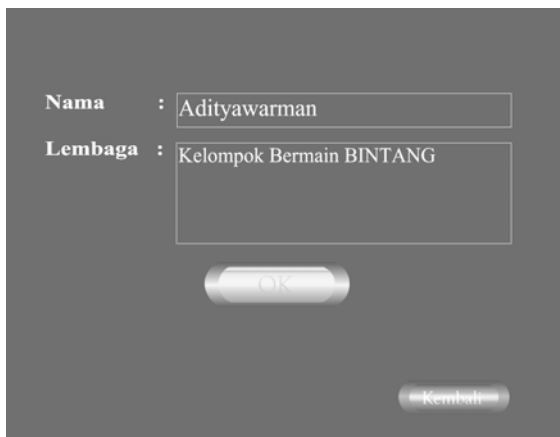 Nama : Adityawarman
Lembaga : Kelompok Bermain BINTANG
OK
Kembali